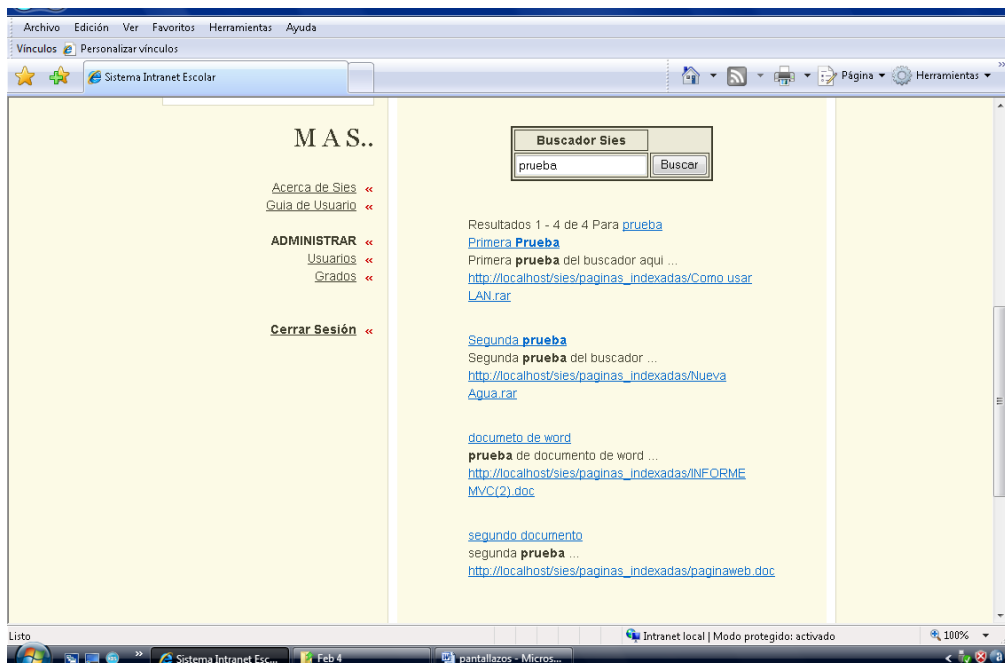 Archivo Edición Ver Favoritos Herramientas Ayuda
Vínculos Personalizar vínculos
Sistema Intranet Escolar
Página Herramientas
M A S..
Acerca de Sies «
Guia de Usuario «
ADMINISTRAR «
Usuarios «
Grados «
Cerrar Sesión «
Buscador Sies
prueba Buscar
Resultados 1 - 4 de 4 Para prueba
Primera Prueba
Primera prueba del buscador aqui ...
http://localhost/sies/paginas_indexadas/Como usar
LAN.rar
Segunda prueba
Segunda prueba del buscador ...
http://localhost/sies/paginas_indexadas/Nueva
Agua.rar
documeto de word
prueba de documento de word ...
http://localhost/sies/paginas_indexadas/INFORME
MVC(2).doc
segundo documento
segunda prueba ...
http://localhost/sies/paginas_indexadas/paginaweb.doc
Listo Intranet local | Modo protegido: activado 100%
Sistema Intranet Esc... Feb 4 pantallazos - Micros...